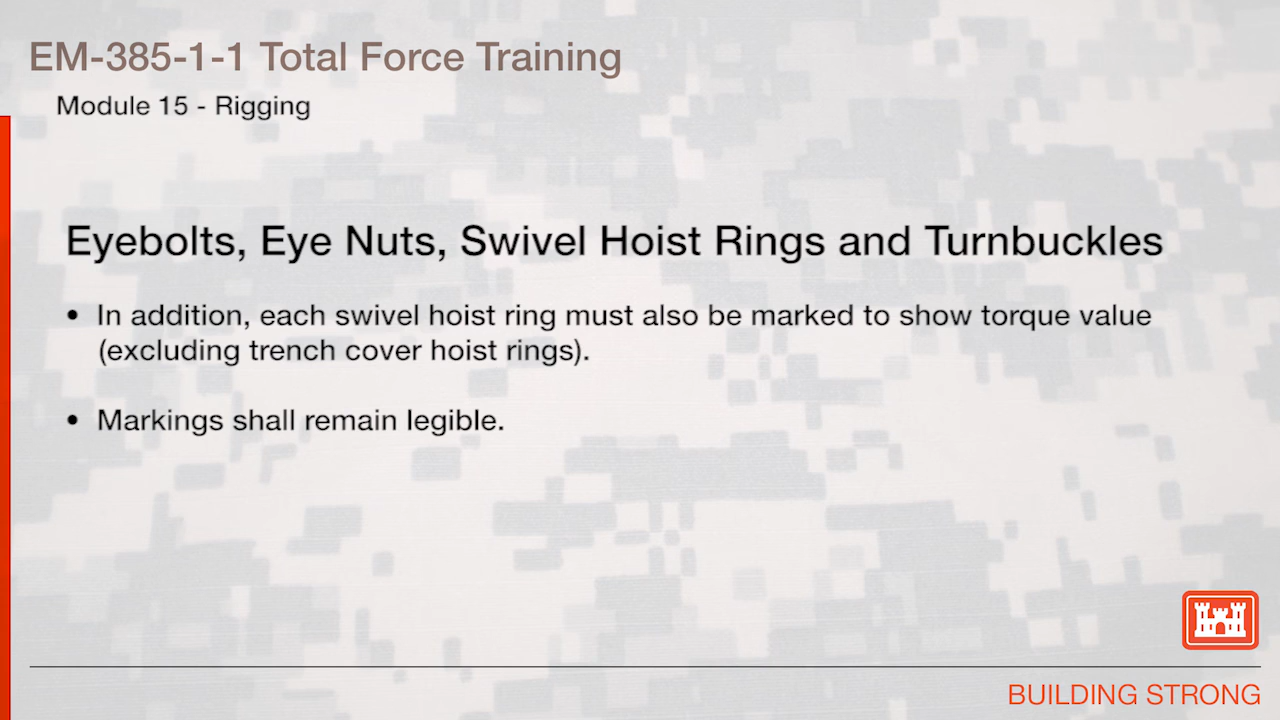 EM-385-1-1 Total Force Training
Module 15 - Rigging
Eyebolts, Eye Nuts, Swivel Hoist Rings and Turnbuckles
• In addition, each swivel hoist ring must also be marked to show torque value
(excluding trench cover hoist rings).
• Markings shall remain legible.
BUILDING STRONG